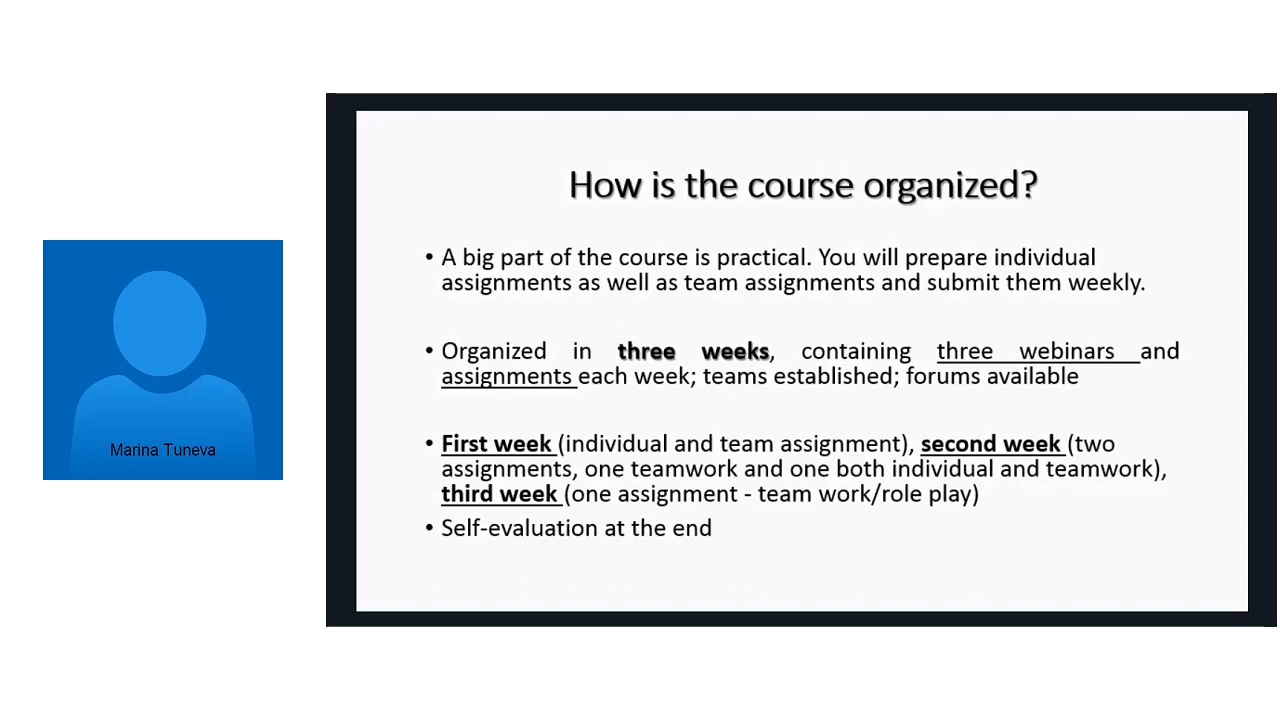 How is the course organized?
• A big part of the course is practical. You will prepare individual
assignments as well as team assignments and submit them weekly.
• Organized in three weeks, containing three webinars and
assignments each week; teams established; forums available
• First week (individual and team assignment), second week (two
assignments, one teamwork and one both individual and teamwork),
third week (one assignment - team work/role play)
• Self-evaluation at the end
Marina Tuneva